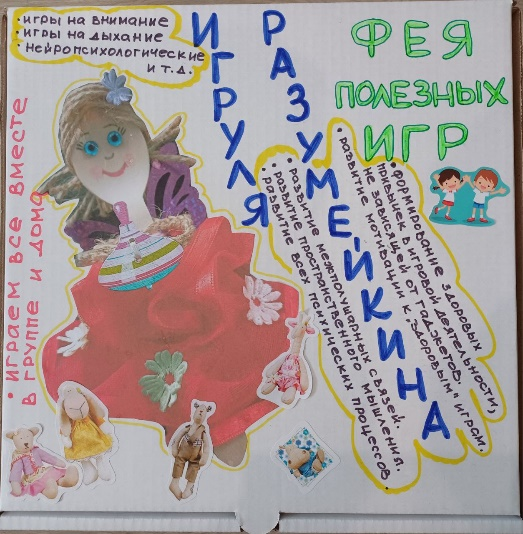 • игры на внимание
• игры на дыхание
• нейропсихологические
и т.д.
ИГРУЛЯ
РАЗУМЕЙКИНА
ФЕЯ
ПОЛЕЗНЫХ
ИГР
• ИГРАЕМ ВСЕ ВМЕСТЕ
В ГРУППЕ И ДОМА
• формирование здоровых
привычек в игровой деятельности,
не зависящей от гаджетов.
• развитие мотивации к „здоровым" играм.
• развитие межполушарных связей.
• развитие пространственного мышления.
• развитие всех психических процессов